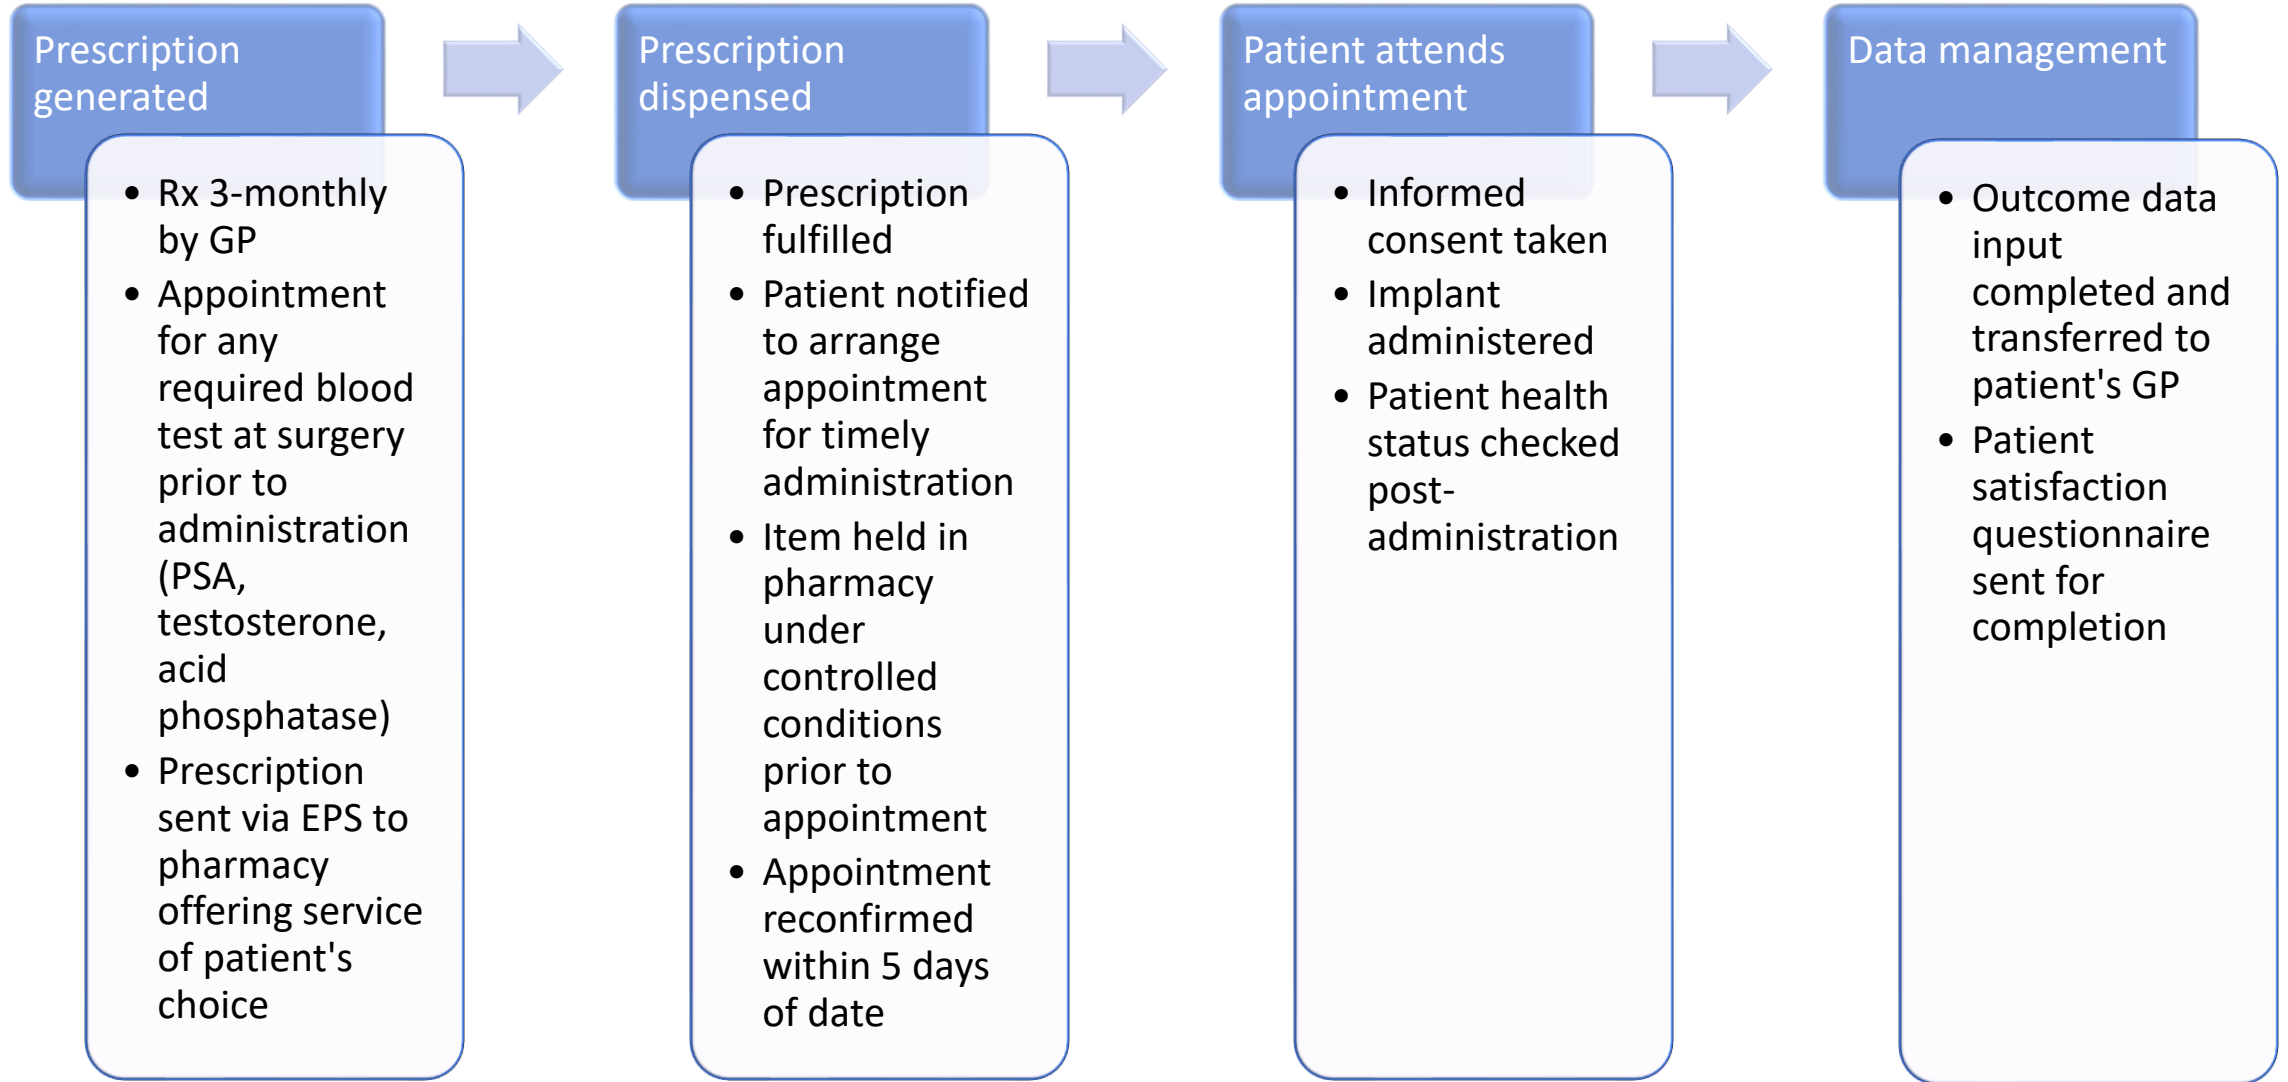 Prescription
generated
• Rx 3-monthly
by GP
• Appointment
for any
required blood
test at surgery
prior to
administration
(PSA,
testosterone,
acid
phosphatase)
• Prescription
sent via EPS to
pharmacy
offering service
of patient's
choice
Prescription
dispensed
• Prescription
fulfilled
• Patient notified
to arrange
appointment
for timely
administration
• Item held in
pharmacy
under
controlled
conditions
prior to
appointment
• Appointment
reconfirmed
within 5 days
of date
Patient attends
appointment
• Informed
consent taken
• Implant
administered
• Patient health
status checked
post-
administration
Data management
• Outcome data
input
completed and
transferred to
patient's GP
• Patient
satisfaction
questionnaire
sent for
completion